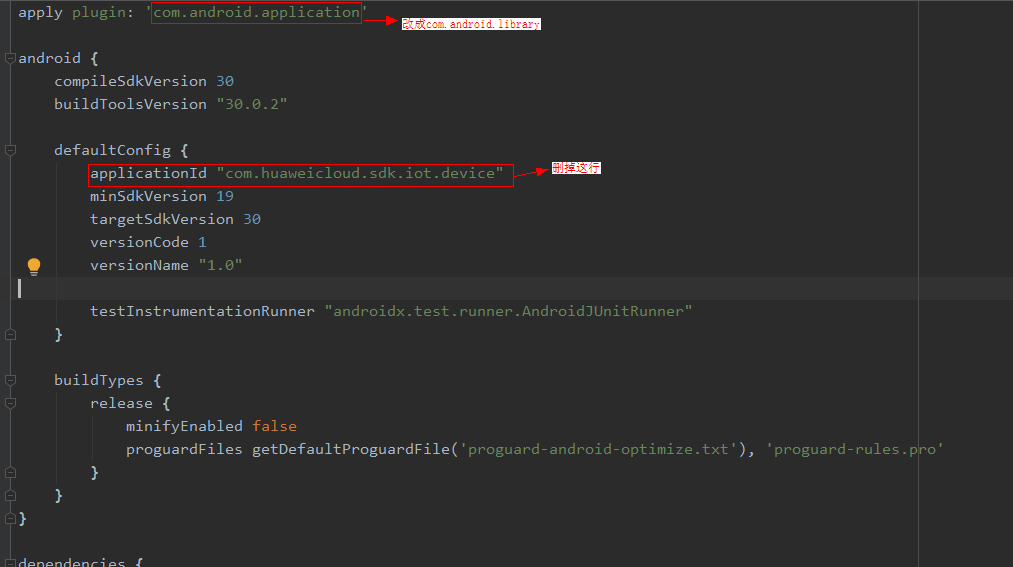 apply plugin: 'com.android.application'
改成com.android.library
android {
compileSdkVersion 30
buildToolsVersion "30.0.2"
defaultConfig {
applicationId "com.huaweicloud.sdk.iot.device"
删掉这行
minSdkVersion 19
targetSdkVersion 30
versionCode 1
versionName "1.0"
testInstrumentationRunner "androidx.test.runner.AndroidJUnitRunner"
}
buildTypes {
release {
minifyEnabled false
proguardFiles getDefaultProguardFile('proguard-android-optimize.txt'), 'proguard-rules.pro'
}
}
}
dependencies {